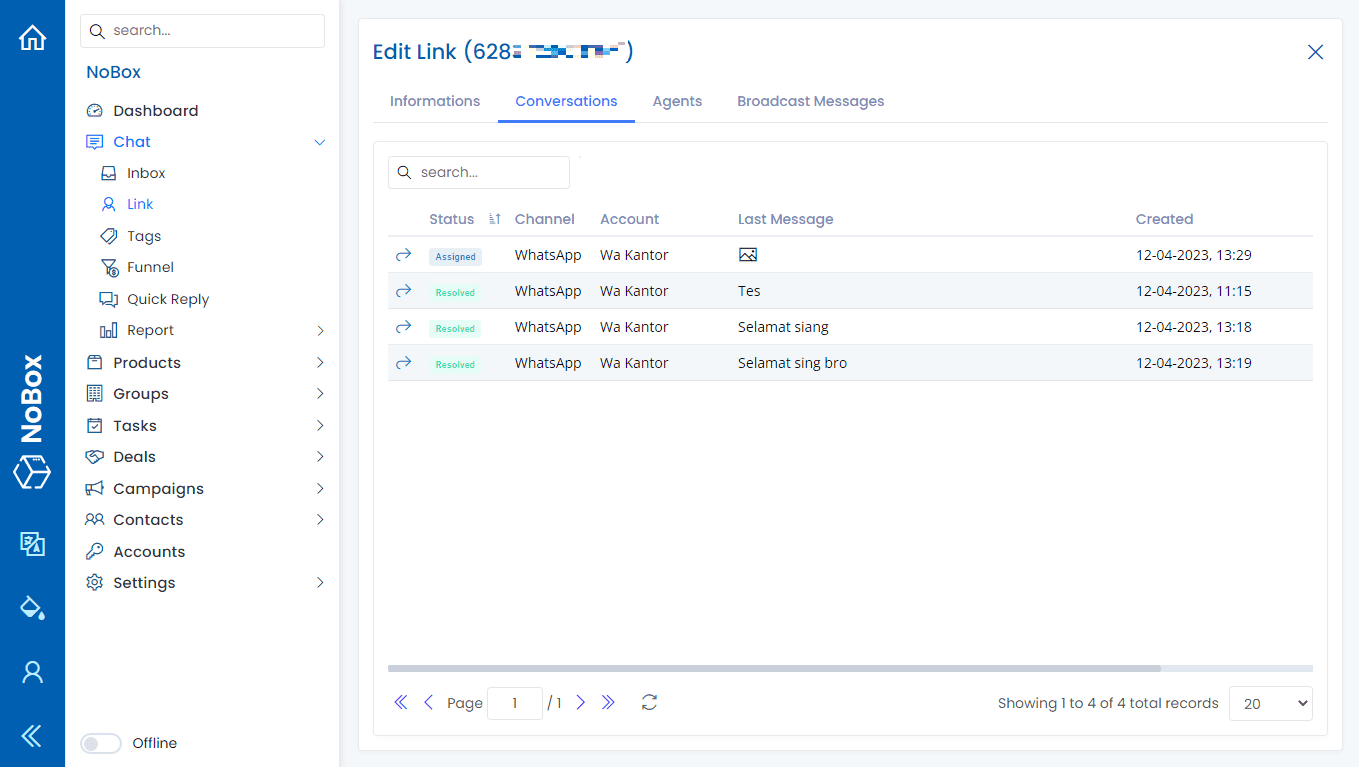 search...
NoBox
Dashboard
Chat
Inbox
Link
Tags
Funnel
Quick Reply
Report
Products
Groups
Tasks
Deals
Campaigns
Contacts
Accounts
Settings
Offline
NoBox
Edit Link (628 )
Informations Conversations Agents Broadcast Messages
search...
Status Channel Account Last Message Created
Assigned WhatsApp Wa Kantor 12-04-2023, 13:29
Resolved WhatsApp Wa Kantor Tes 12-04-2023, 11:15
Resolved WhatsApp Wa Kantor Selamat siang 12-04-2023, 13:18
Resolved WhatsApp Wa Kantor Selamat sing bro 12-04-2023, 13:19
Page 1 / 1 Showing 1 to 4 of 4 total records 20